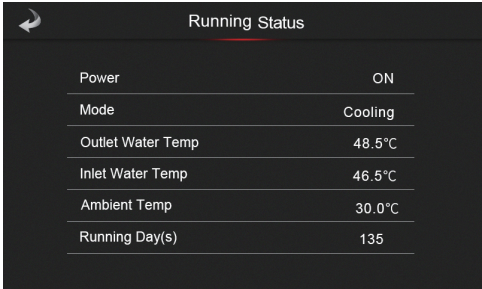 Running Status
Power ON
Mode Cooling
Outlet Water Temp 48.5℃
Inlet Water Temp 46.5℃
Ambient Temp 30.0℃
Running Day(s) 135